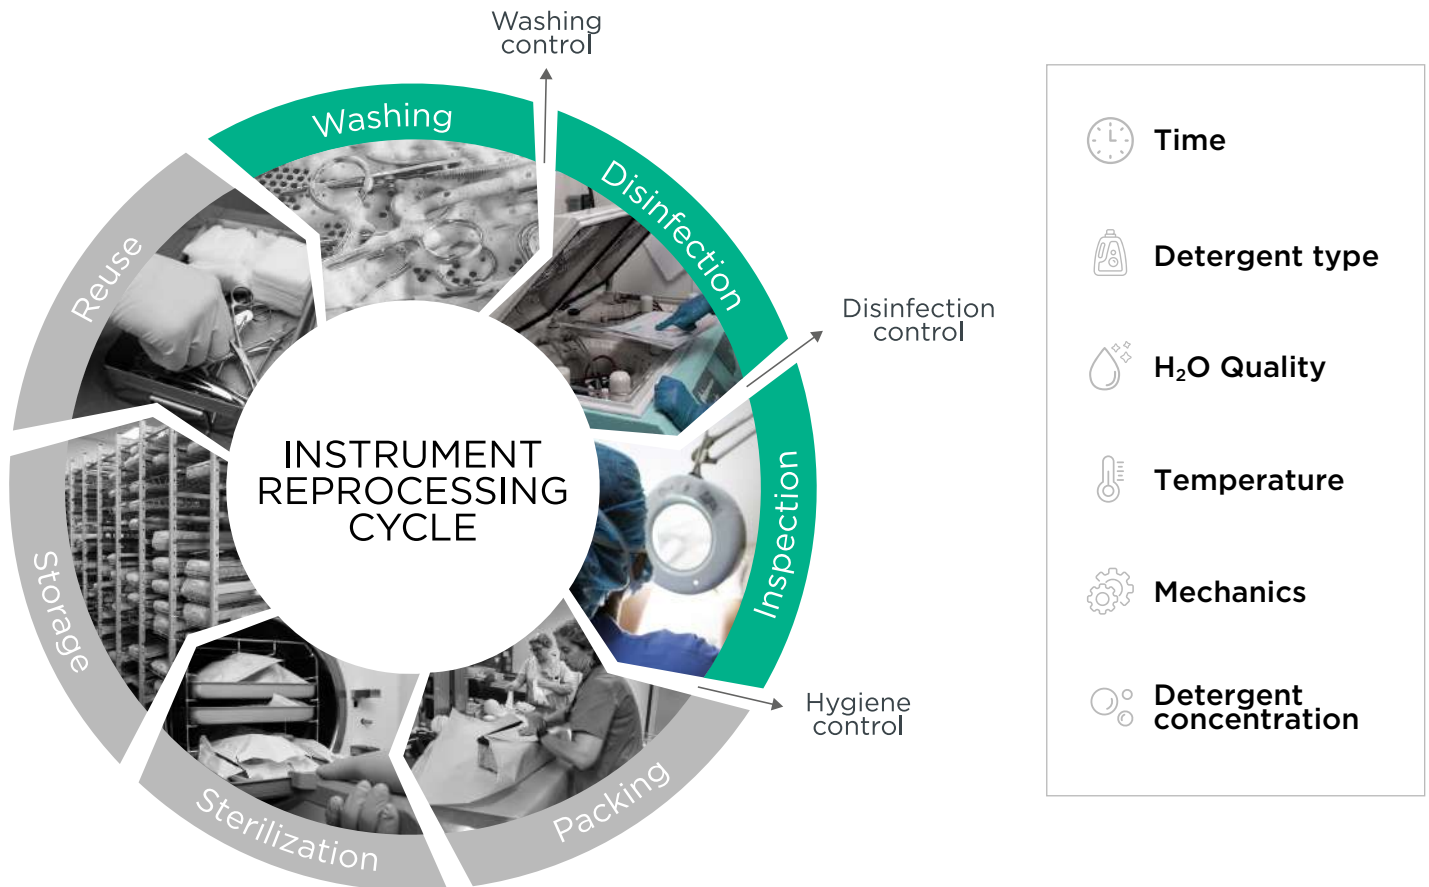 Washing
control
Washing
Disinfection
Disinfection
control
Inspection
Hygiene
control
Packing
Sterilization
Storage
Reuse
INSTRUMENT
REPROCESSING
CYCLE
Time
Detergent type
H₂O Quality
Temperature
Mechanics
Detergent
concentration